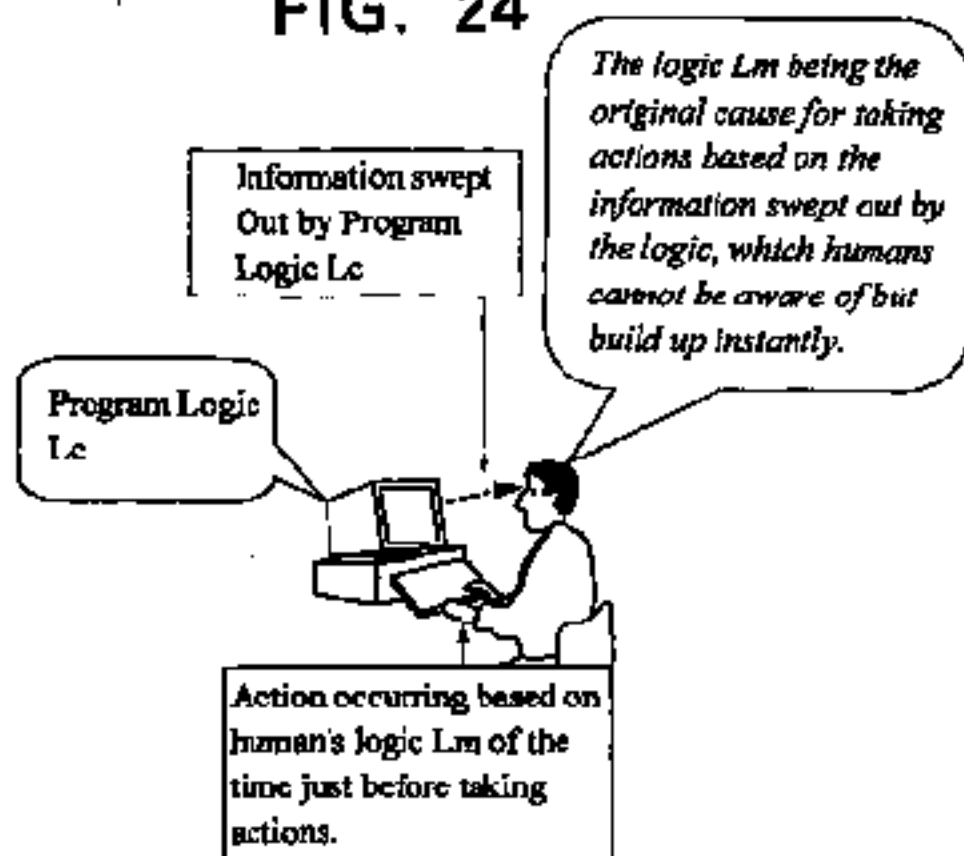 FIG. 24
The logic Lm being the
original cause for taking
actions based on the
information swept out by
the logic, which humans
cannot be aware of but
build up instantly.
Information swept
Out by Program
Logic Lc
Program Logic
Lc
Action occurring based on
human's logic Lm of the
time just before taking
actions.